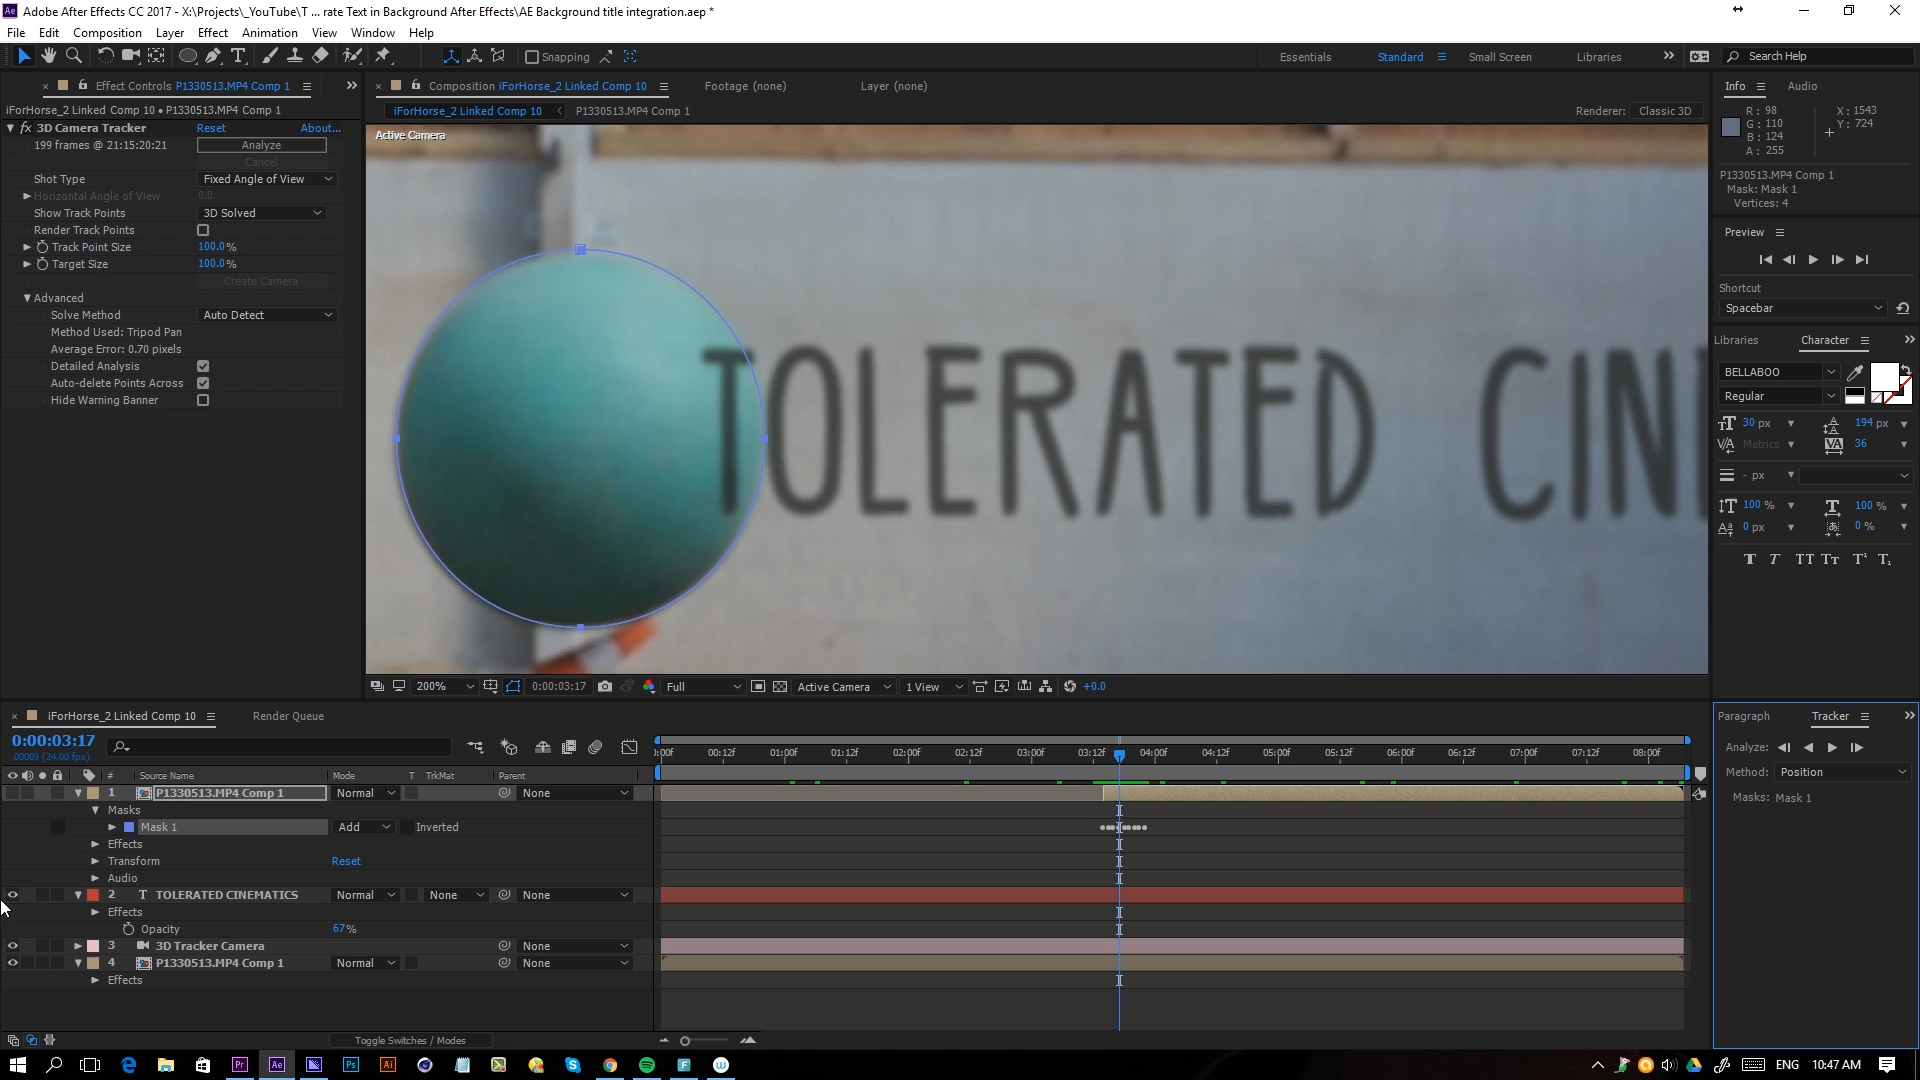 Adobe After Effects CC 2017 - X:\Projects\_YouTube\T ... rate Text in Background After Effects\AE Background title integration.aep *
File Edit Composition Layer Effect Animation View Window Help
Snapping Essentials Standard Small Screen Libraries Search Help
Effect Controls P1330513.MP4 Comp 1
iForHorse_2 Linked Comp 10 • P1330513.MP4 Comp 1
fx 3D Camera Tracker Reset About...
199 frames @ 21:15:20:21 Analyze
Cancel
Shot Type Fixed Angle of View
Horizontal Angle of View 0.0
Show Track Points 3D Solved
Render Track Points
Track Point Size 100.0%
Target Size 100.0%
Create Camera
Advanced
Solve Method Auto Detect
Method Used: Tripod Pan
Average Error: 0.70 pixels
Detailed Analysis
Auto-delete Points Across
Hide Warning Banner
Composition iForHorse_2 Linked Comp 10 Footage (none) Layer (none)
iForHorse_2 Linked Comp 10 P1330513.MP4 Comp 1 Renderer: Classic 3D
Active Camera
TOLERATED CIN
200% 0:00:03:17 Full Active Camera 1 View +0.0
Info Audio
R: 98 X: 1543
G: 110 Y: 724
B: 124
A: 255
P1330513.MP4 Comp 1
Mask: Mask 1
Vertices: 4
Preview
Shortcut
Spacebar
Libraries Character
BELLABOO
Regular
30 px 194 px
Metrics 36
- px
100 % 100 %
0 px 0 %
T T TT TT T¹ T₁
Paragraph Tracker
Analyze:
Method: Position
Masks: Mask 1
iForHorse_2 Linked Comp 10 Render Queue
0:00:03:17
00089 (24.00 fps)
:00f 00:12f 01:00f 01:12f 02:00f 02:12f 03:00f 03:12f 04:00f 04:12f 05:00f 05:12f 06:00f 06:12f 07:00f 07:12f 08:00f
# Source Name Mode T TrkMat Parent
1 P1330513.MP4 Comp 1 Normal None
Masks
Mask 1 Add Inverted
Effects
Transform Reset
Audio
2 T TOLERATED CINEMATICS Normal None None
Effects
Opacity 67%
3 3D Tracker Camera None
4 P1330513.MP4 Comp 1 Normal None
Effects
Toggle Switches / Modes
Pr Ae Ps Ai F W ENG 10:47 AM